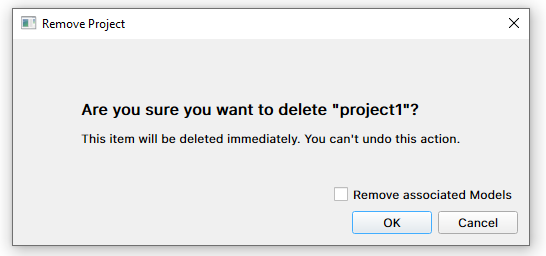 Remove Project
Are you sure you want to delete "project1"?
This item will be deleted immediately. You can't undo this action.
Remove associated Models
OK
Cancel